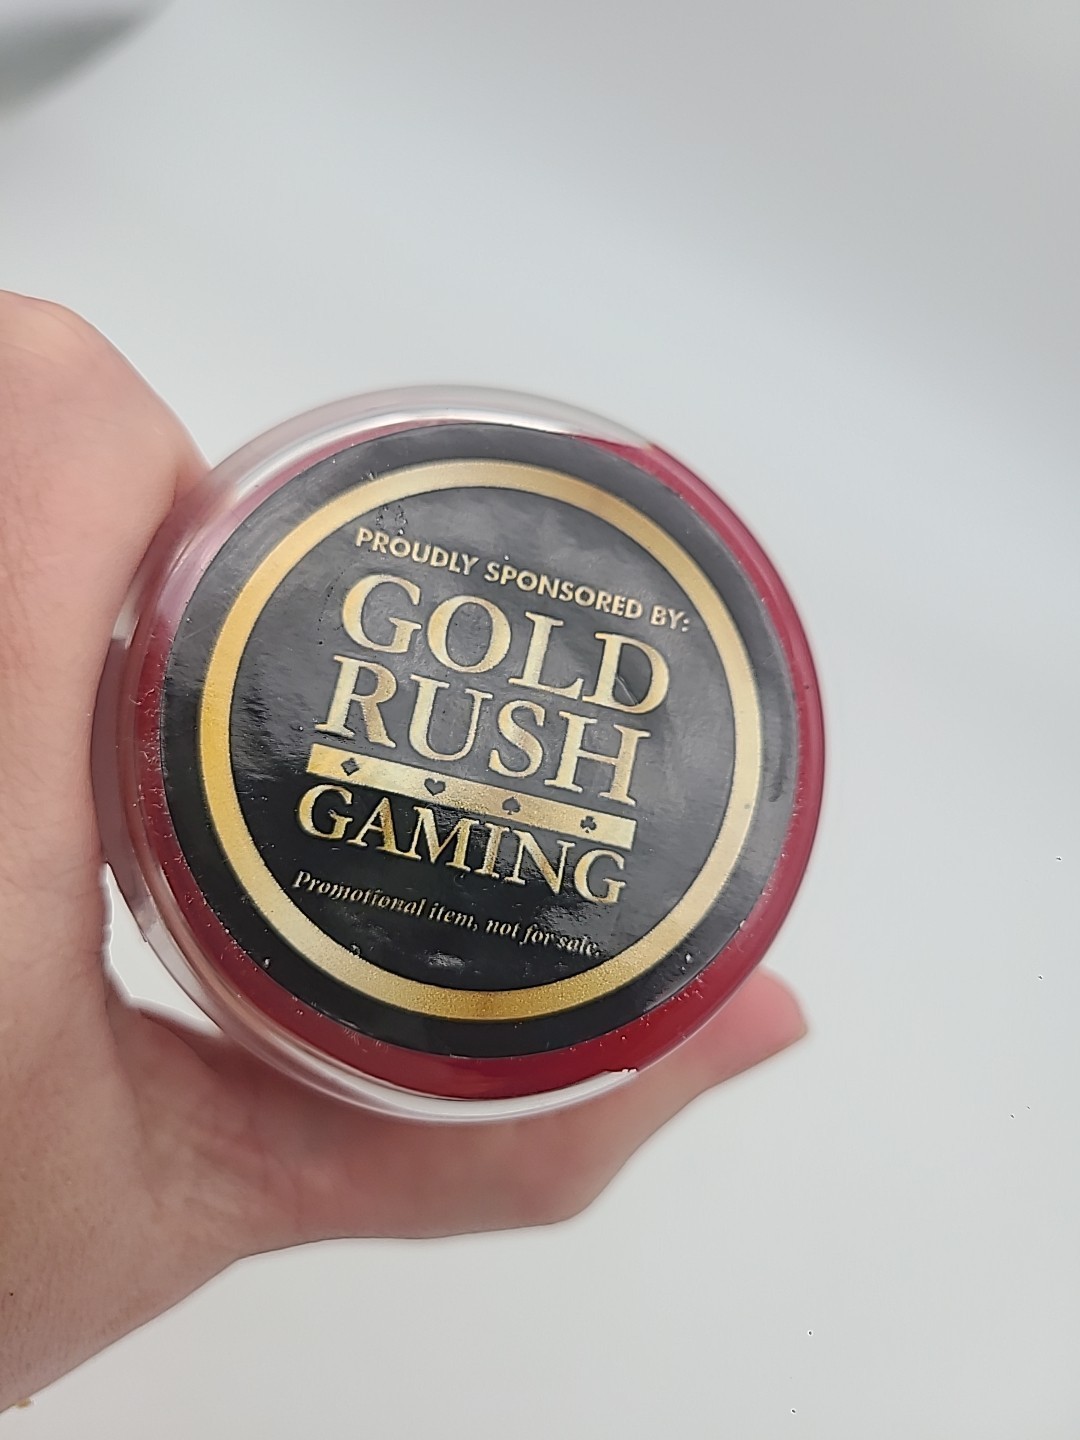 PROUDLY SPONSORED BY:
GOLD
RUSH
GAMING
Promotional item, not for sale.